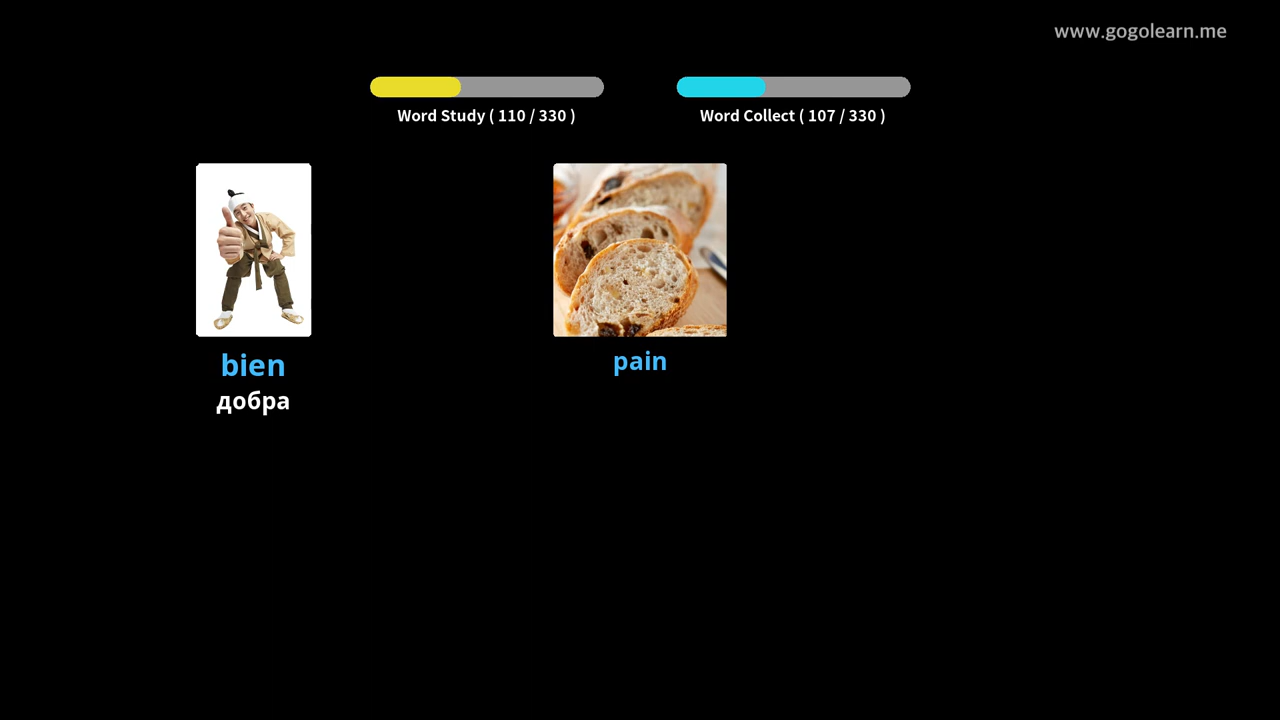 www.gogolearn.me
Word Study ( 110 / 330 )
Word Collect ( 107 / 330 )
bien
добра
pain